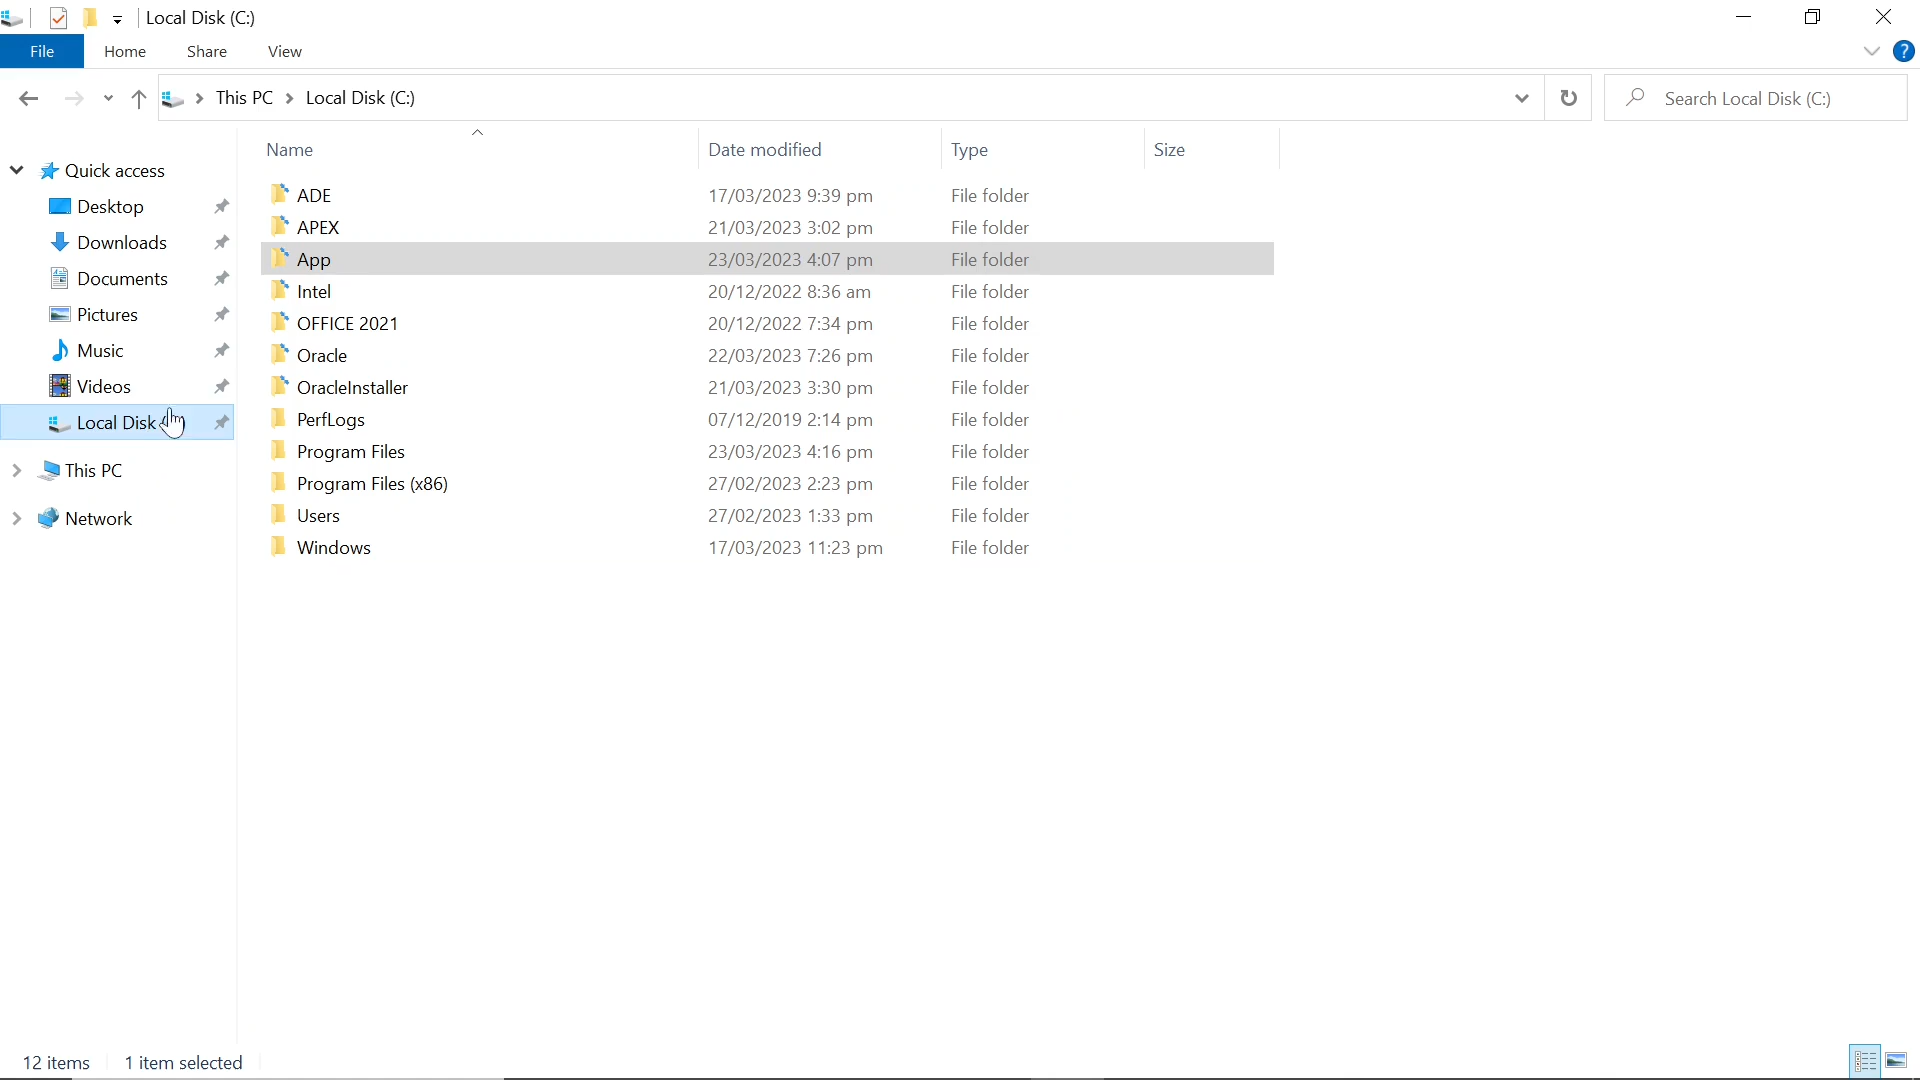 Local Disk (C:)
File Home Share View
This PC Local Disk (C:) Search Local Disk (C:)
Name Date modified Type Size
Quick access
Desktop
Downloads
Documents
Pictures
Music
Videos
Local Disk
This PC
Network
ADE 17/03/2023 9:39 pm File folder
APEX 21/03/2023 3:02 pm File folder
App 23/03/2023 4:07 pm File folder
Intel 20/12/2022 8:36 am File folder
OFFICE 2021 20/12/2022 7:34 pm File folder
Oracle 22/03/2023 7:26 pm File folder
OracleInstaller 21/03/2023 3:30 pm File folder
PerfLogs 07/12/2019 2:14 pm File folder
Program Files 23/03/2023 4:16 pm File folder
Program Files (x86) 27/02/2023 2:23 pm File folder
Users 27/02/2023 1:33 pm File folder
Windows 17/03/2023 11:23 pm File folder
12 items 1 item selected